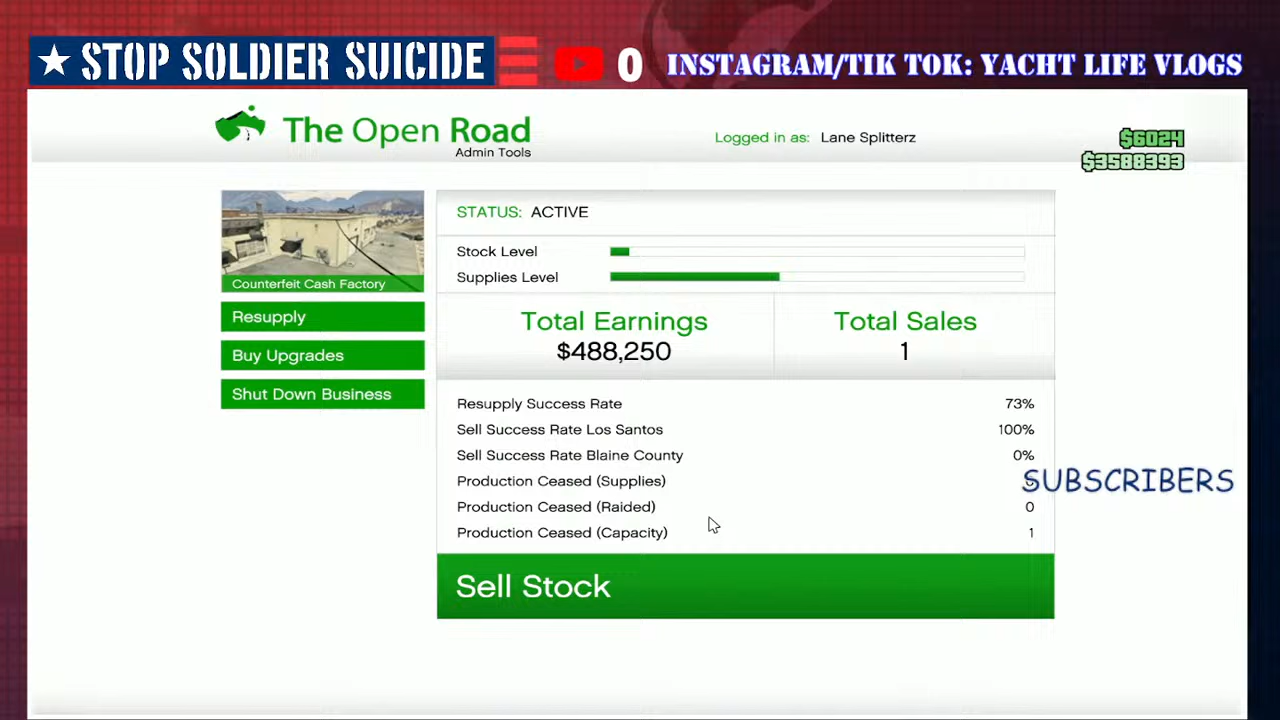 ★ STOP SOLDIER SUICIDE
0
INSTAGRAM/TIK TOK: YACHT LIFE VLOGS
The Open Road
Admin Tools
Logged in as: Lane Splitterz
$6024
$3588393
Counterfeit Cash Factory
Resupply
Buy Upgrades
Shut Down Business
STATUS: ACTIVE
Stock Level
Supplies Level
Total Earnings
$488,250
Total Sales
1
Resupply Success Rate 73%
Sell Success Rate Los Santos 100%
Sell Success Rate Blaine County 0%
Production Ceased (Supplies)
SUBSCRIBERS
Production Ceased (Raided) 0
Production Ceased (Capacity) 1
Sell Stock